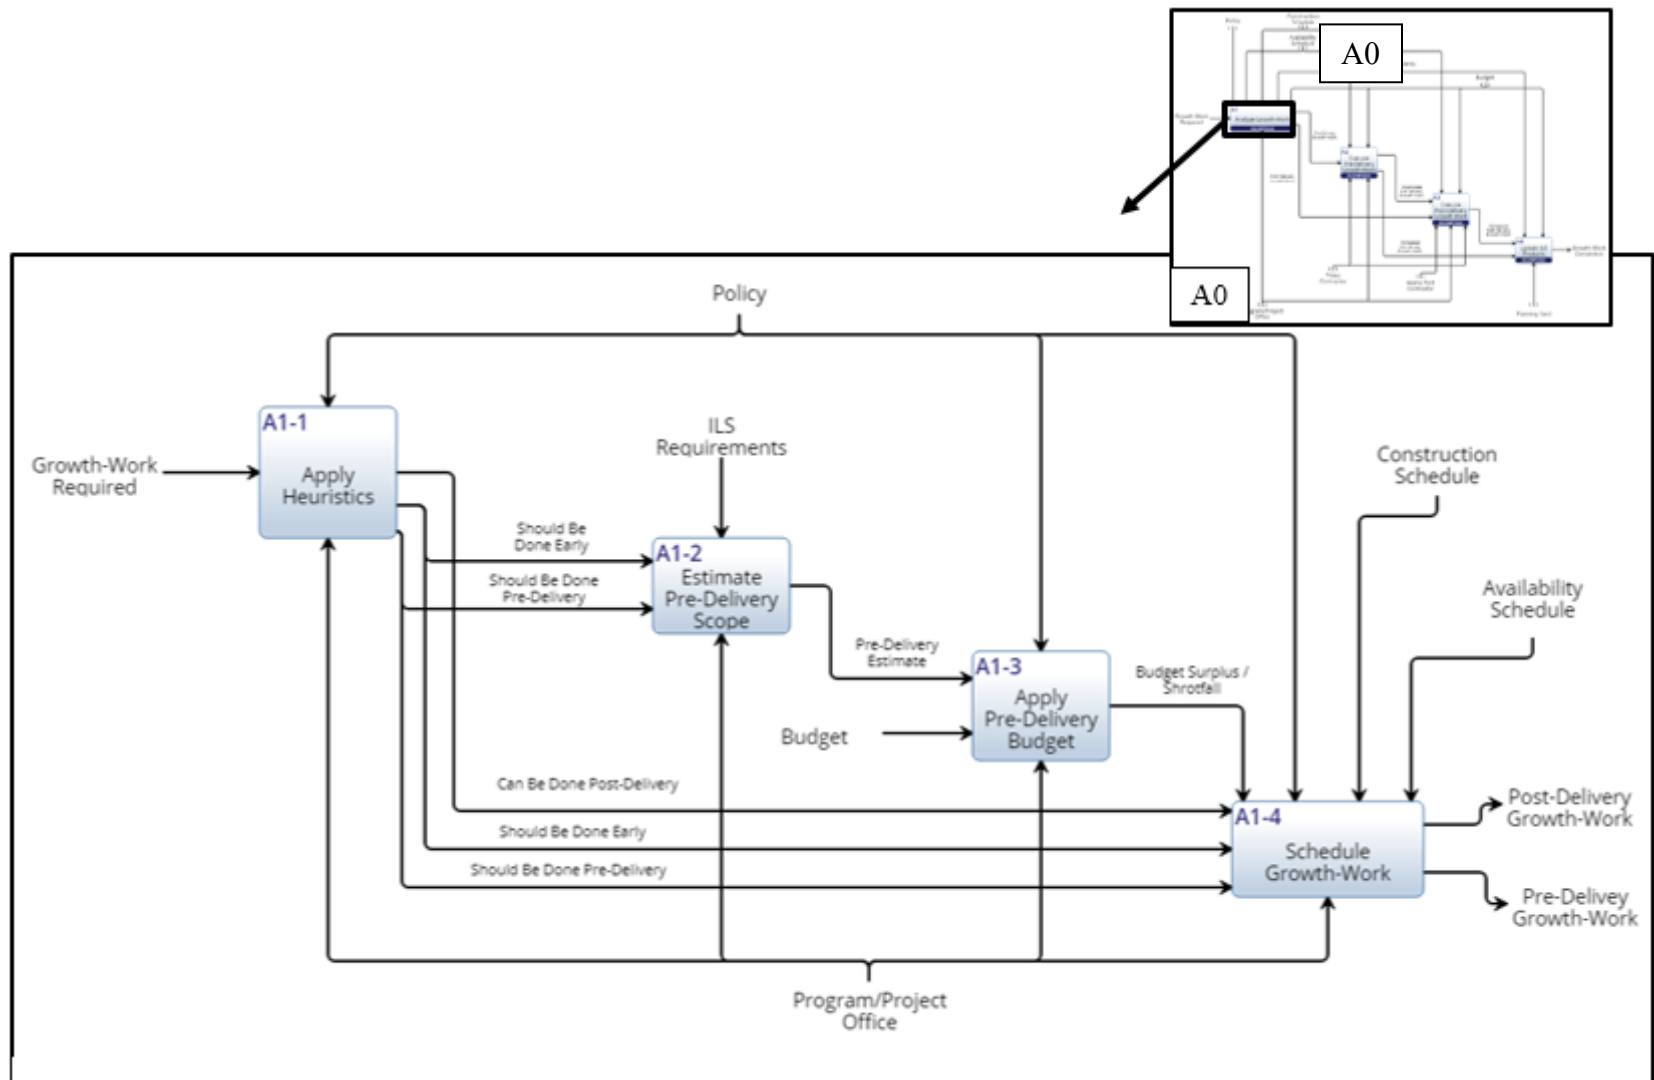 A0
A0
Policy
A1-1
Apply
Heuristics
Growth-Work
Required
ILS
Requirements
Should Be
Done Early
Should Be Done
Pre-Delivery
A1-2
Estimate
Pre-Delivery
Scope
Construction
Schedule
Availability
Schedule
Pre-Delivery
Estimate
A1-3
Apply
Pre-Delivery
Budget
Budget
Budget Surplus /
Shrotfall
Can Be Done Post-Delivery
Should Be Done Early
Should Be Done Pre-Delivery
A1-4
Schedule
Growth-Work
Post-Delivery
Growth-Work
Pre-Delivey
Growth-Work
Program/Project
Office